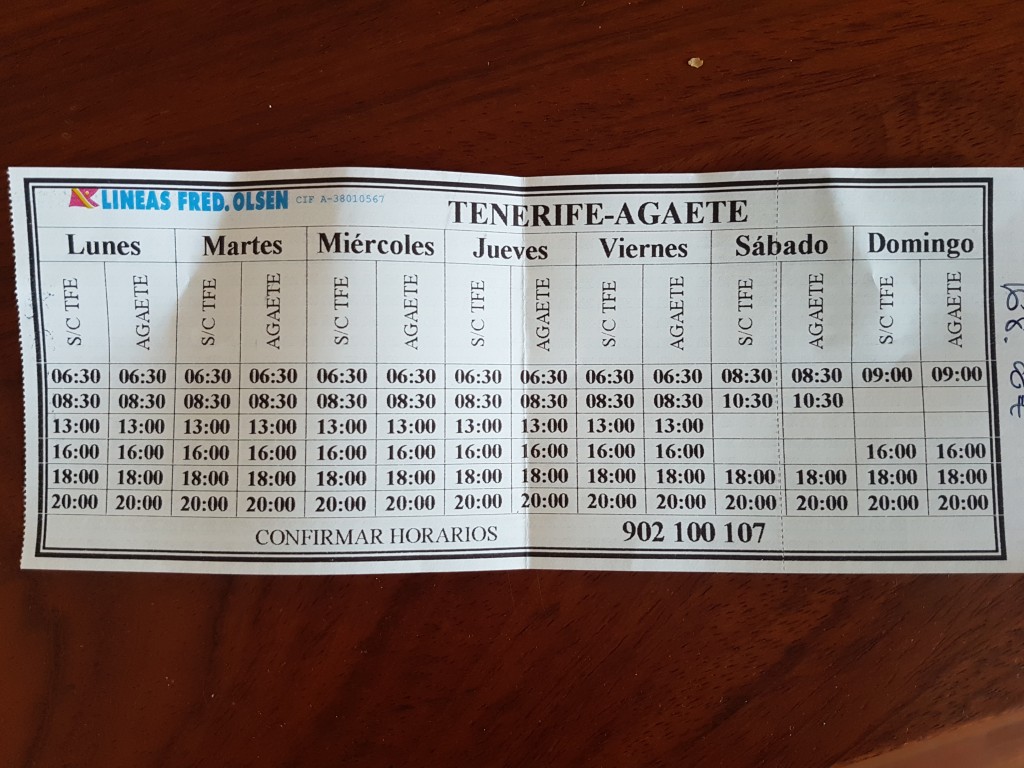 LINEAS FRED. OLSEN CIF A-38010567
TENERIFE-AGAETE
Lunes Martes Miércoles Jueves Viernes Sábado Domingo
S/C TFE AGAETE S/C TFE AGAETE S/C TFE AGAETE S/C TFE AGAETE S/C TFE AGAETE S/C TFE AGAETE S/C TFE AGAETE
06:30 06:30 06:30 06:30 06:30 06:30 06:30 06:30 06:30 06:30 08:30 08:30 09:00 09:00
08:30 08:30 08:30 08:30 08:30 08:30 08:30 08:30 08:30 08:30 10:30 10:30
13:00 13:00 13:00 13:00 13:00 13:00 13:00 13:00 13:00 13:00
16:00 16:00 16:00 16:00 16:00 16:00 16:00 16:00 16:00 16:00 16:00 16:00
18:00 18:00 18:00 18:00 18:00 18:00 18:00 18:00 18:00 18:00 18:00 18:00 18:00 18:00
20:00 20:00 20:00 20:00 20:00 20:00 20:00 20:00 20:00 20:00 20:00 20:00 20:00 20:00
CONFIRMAR HORARIOS 902 100 107